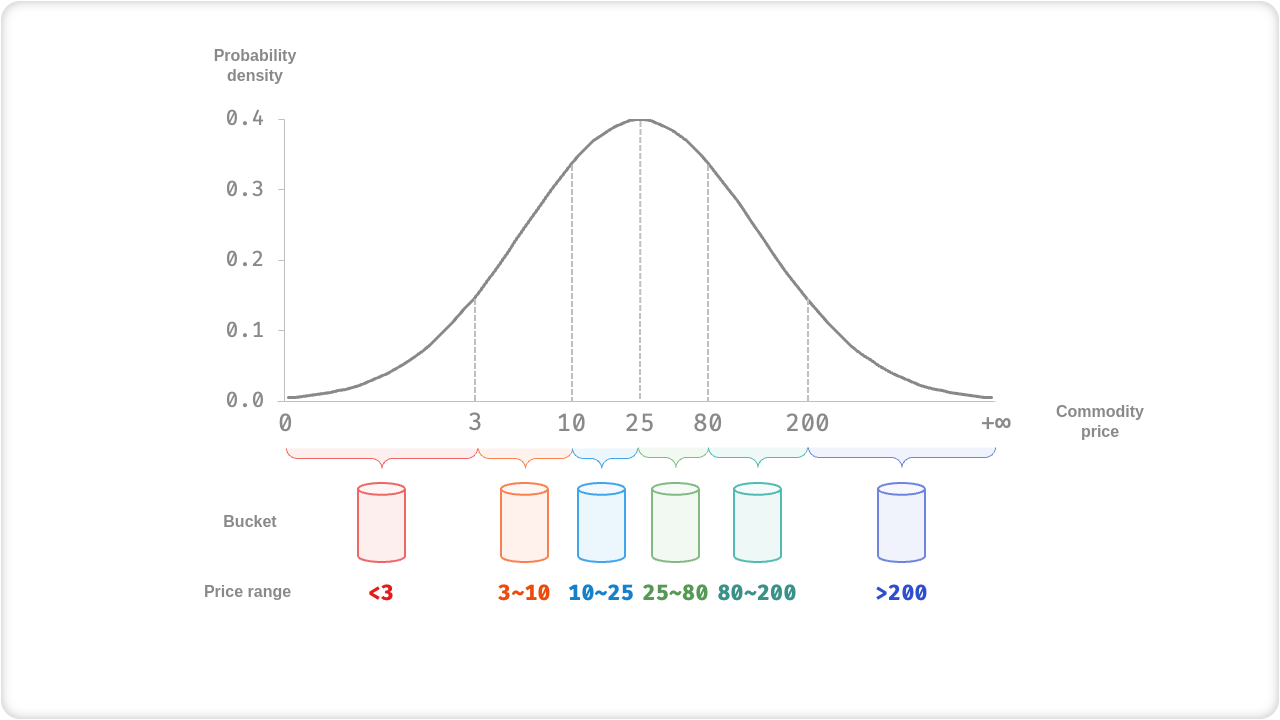 Probability
density
0.4
0.3
0.2
0.1
0.0
0 3 10 25 80 200 +∞
Commodity
price
Bucket
Price range <3 3~10 10~25 25~80 80~200 >200